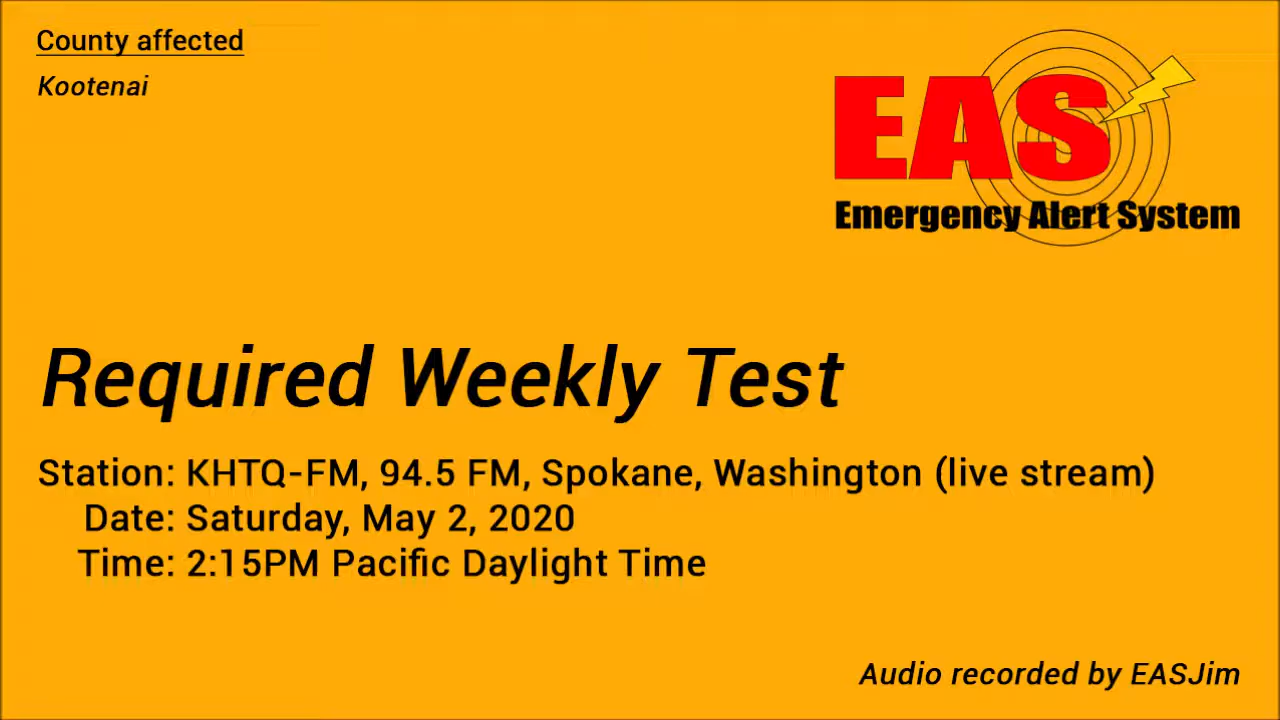 County affected
Kootenai
EAS
Emergency Alert System
Required Weekly Test
Station: KHTQ-FM, 94.5 FM, Spokane, Washington (live stream)
Date: Saturday, May 2, 2020
Time: 2:15PM Pacific Daylight Time
Audio recorded by EASJim